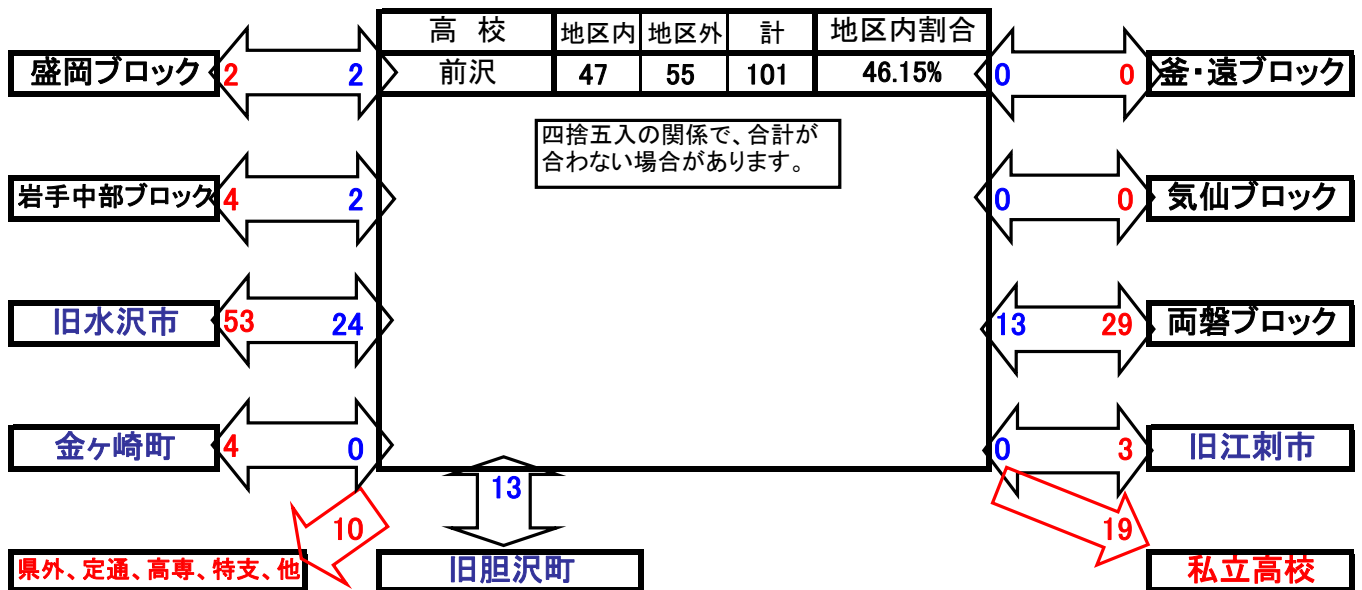 高 校 地区内 地区外 計 地区内割合
前沢 47 55 101 46.15%
四捨五入の関係で、合計が
合わない場合があります。
盛岡ブロック 2 2
0 0 釜・遠ブロック
岩手中部ブロック 4 2
0 0 気仙ブロック
旧水沢市 53 24
13 29 両磐ブロック
金ヶ崎町 4 0
0 3 旧江刺市
13
10
19
県外、定通、高専、特支、他
旧胆沢町
私立高校